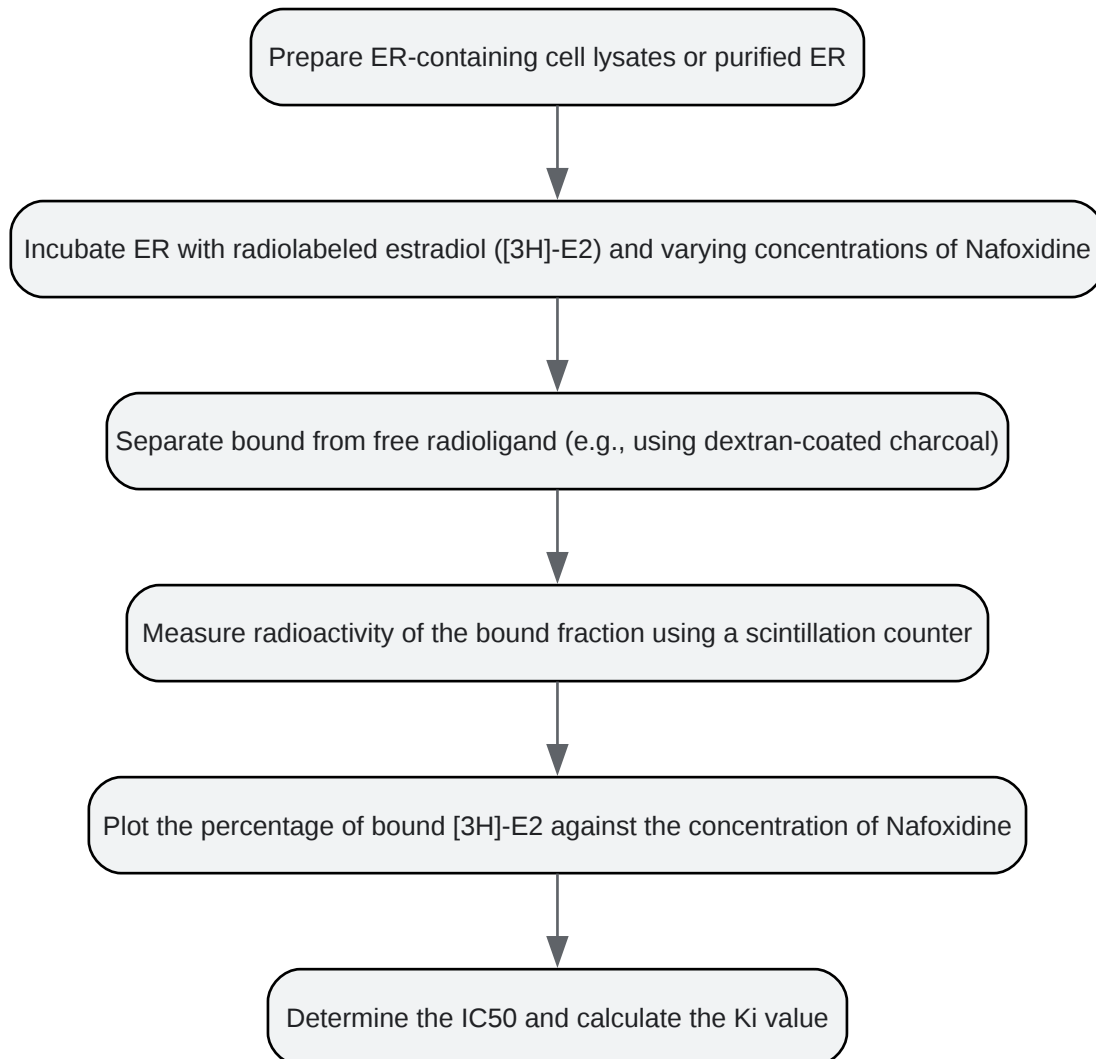 Prepare ER-containing cell lysates or purified ER
Incubate ER with radiolabeled estradiol ([3H]-E2) and varying concentrations of Nafoxidine
Separate bound from free radioligand (e.g., using dextran-coated charcoal)
Measure radioactivity of the bound fraction using a scintillation counter
Plot the percentage of bound [3H]-E2 against the concentration of Nafoxidine
Determine the IC50 and calculate the Ki value